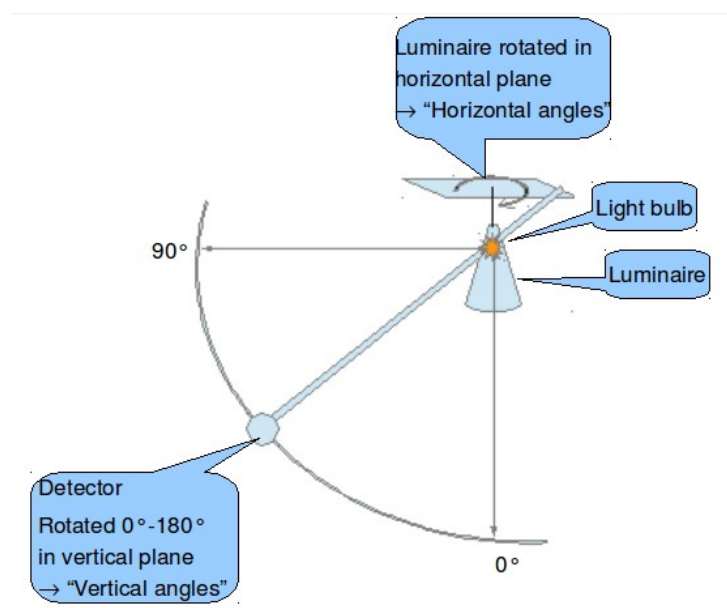 Luminaire rotated in
horizontal plane
→ “Horizontal angles”
Light bulb
90°
Luminaire
Detector
Rotated 0°-180°
in vertical plane
→ “Vertical angles”
0°